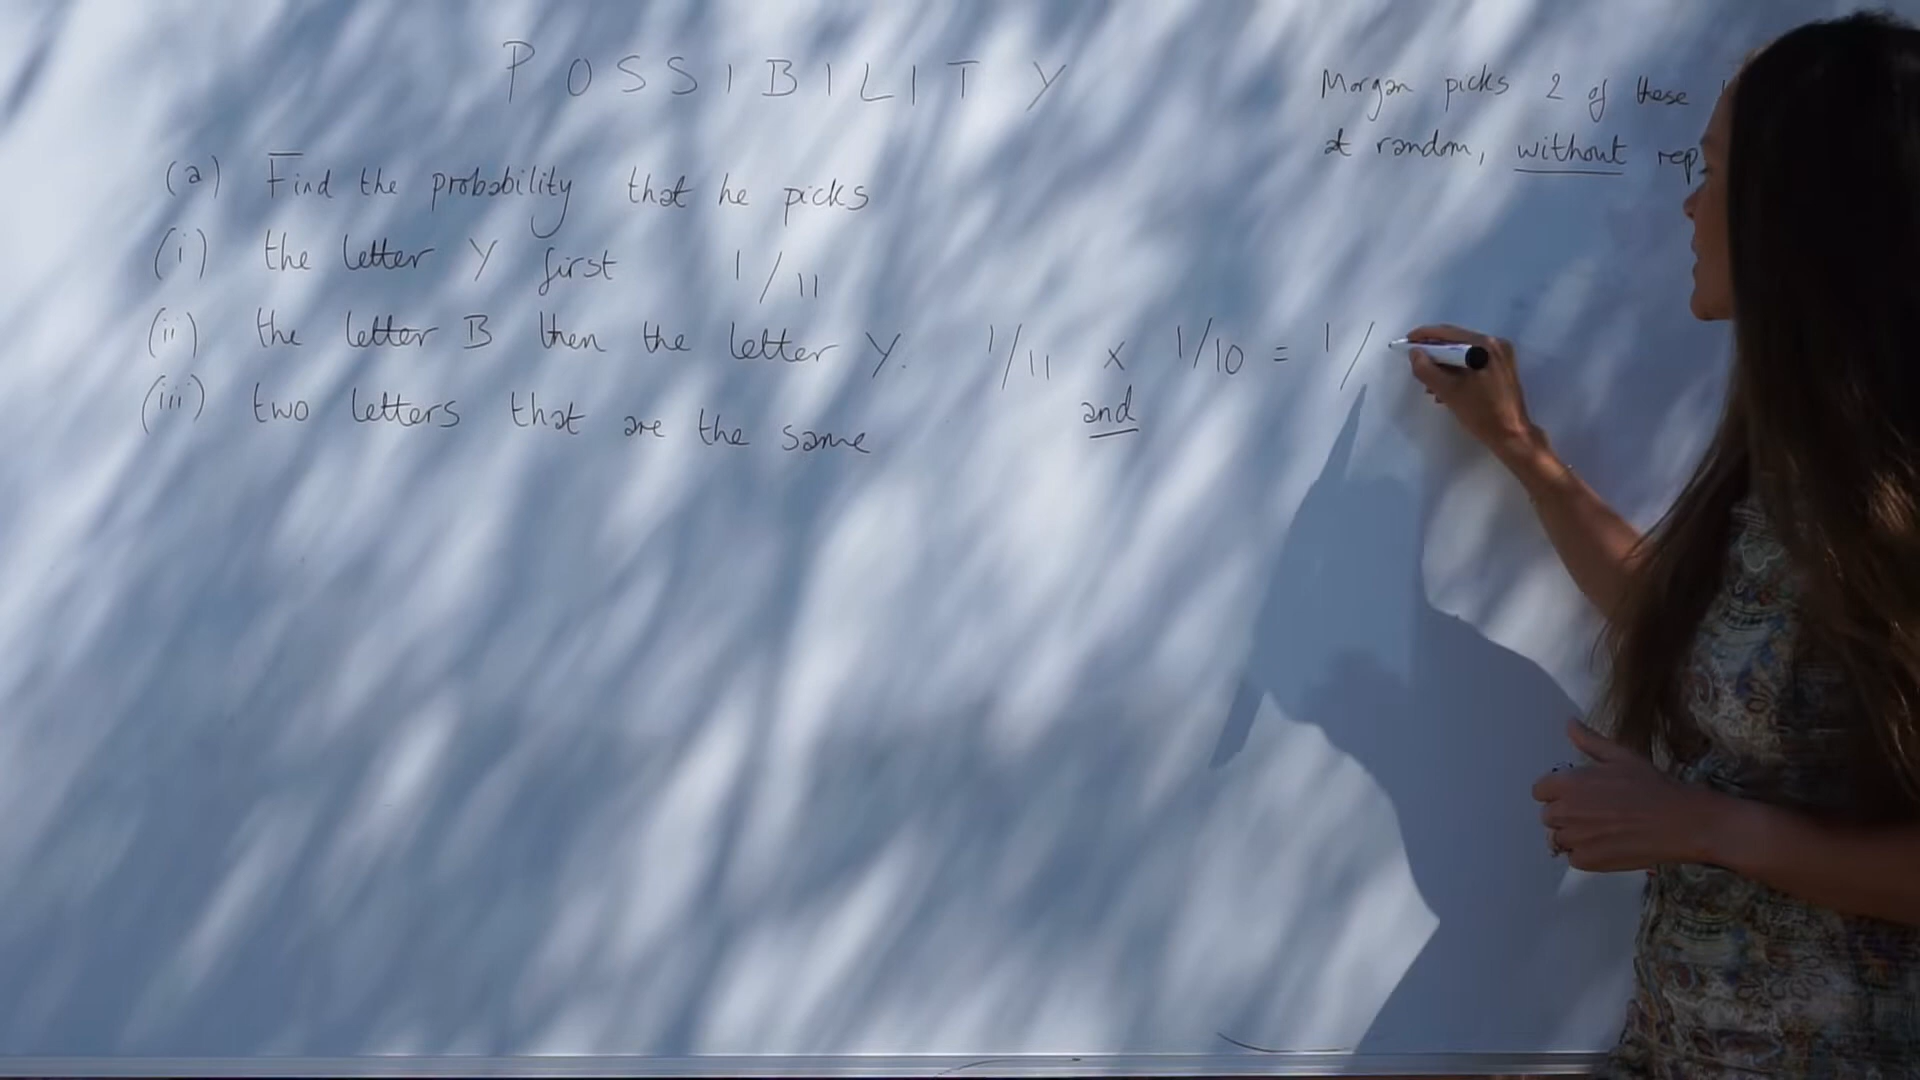 P O S S I B I L I T Y
Morgan picks 2 of these
at random, without rep
(a) Find the probability that he picks
(i) the letter Y first 1/11
(ii) the letter B then the letter Y. 1/11 x 1/10 = 1/
and
(iii) two letters that are the same